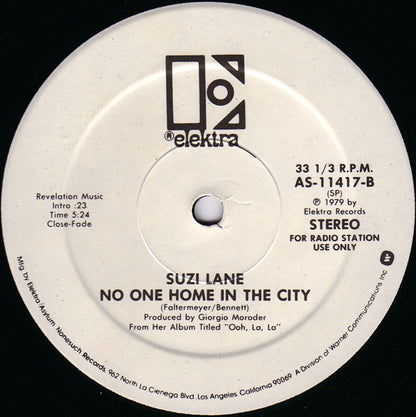 ® elektra
33 1/3 R.P.M.
AS-11417-B
(SP)
℗ 1979 by
Elektra Records
STEREO
FOR RADIO STATION
USE ONLY
Revelation Music
Intro :23
Time 5:24
Close-Fade
SUZI LANE
NO ONE HOME IN THE CITY
(Faltermeyer/Bennett)
Produced by Giorgio Moroder
From Her Album Titled "Ooh, La, La"
Mfg. by Elektra/Asylum/Nonesuch Records, 962 North La Cienega Blvd., Los Angeles, California 90069 A Division of Warner Communications Inc.